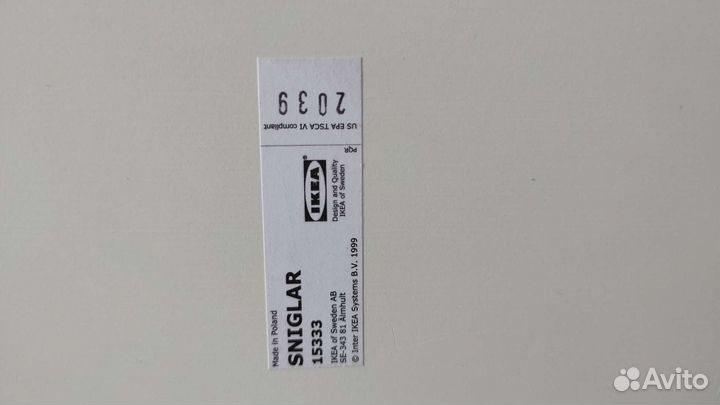 Made in Poland
SNIGLAR
15333
IKEA of Sweden AB
SE-343 81 Älmhult
© Inter IKEA Systems B.V. 1999
IKEA®
Design and Quality
IKEA of Sweden
PQR
US EPA TSCA VI compliant
2039
Avito